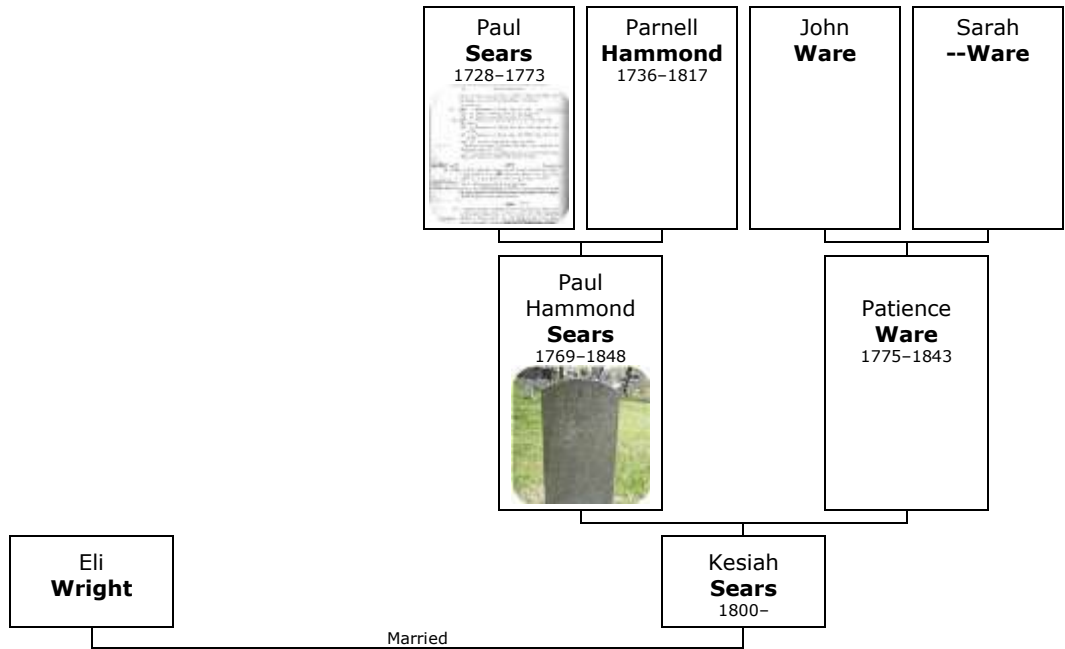 Paul
Sears
1728–1773
Parnell
Hammond
1736–1817
John
Ware
Sarah
--Ware
Paul
Hammond
Sears
1769–1848
Patience
Ware
1775–1843
Eli
Wright
Kesiah
Sears
1800–
Married